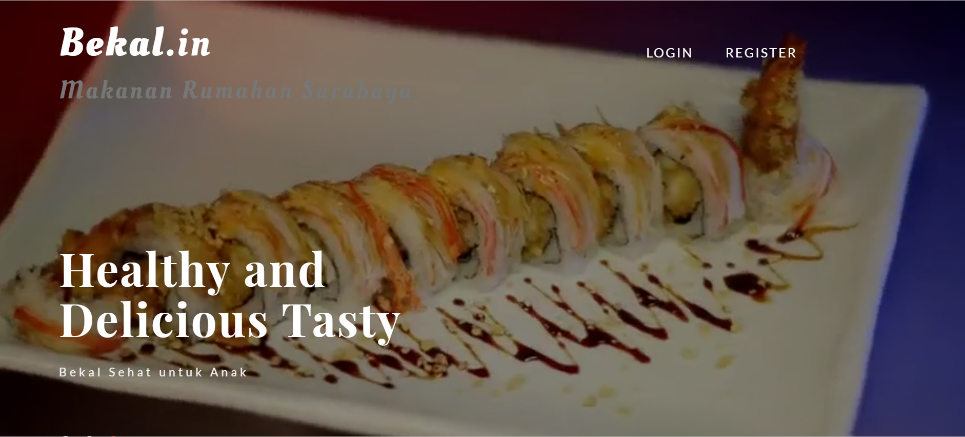 Bekal.in
LOGIN REGISTER
Makanan Rumahan Surabaya
Healthy and
Delicious Tasty
Bekal Sehat untuk Anak